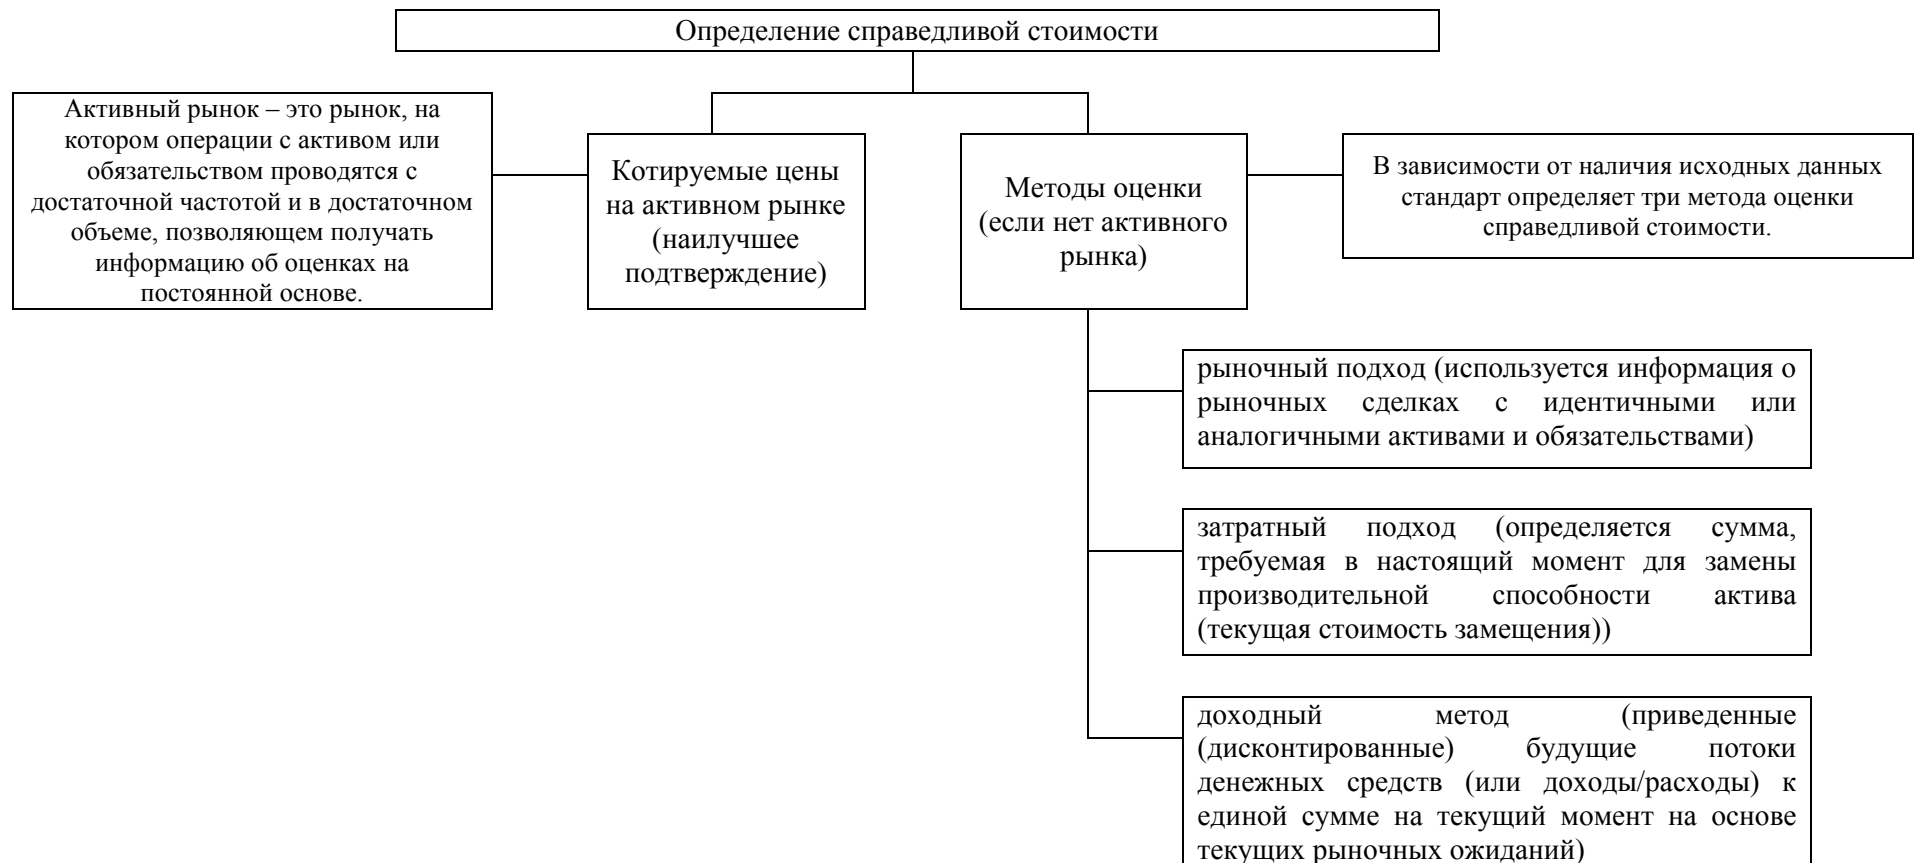 Определение справедливой стоимости
Активный рынок – это рынок, на
котором операции с активом или
обязательством проводятся с
достаточной частотой и в достаточном
объеме, позволяющем получать
информацию об оценках на
постоянной основе.
Котируемые цены
на активном рынке
(наилучшее
подтверждение)
Методы оценки
(если нет активного
рынка)
В зависимости от наличия исходных данных
стандарт определяет три метода оценки
справедливой стоимости.
рыночный подход (используется информация о
рыночных сделках с идентичными или
аналогичными активами и обязательствами)
затратный подход (определяется сумма,
требуемая в настоящий момент для замены
производительной способности актива
(текущая стоимость замещения))
доходный метод (приведенные
(дисконтированные) будущие потоки
денежных средств (или доходы/расходы) к
единой сумме на текущий момент на основе
текущих рыночных ожиданий)